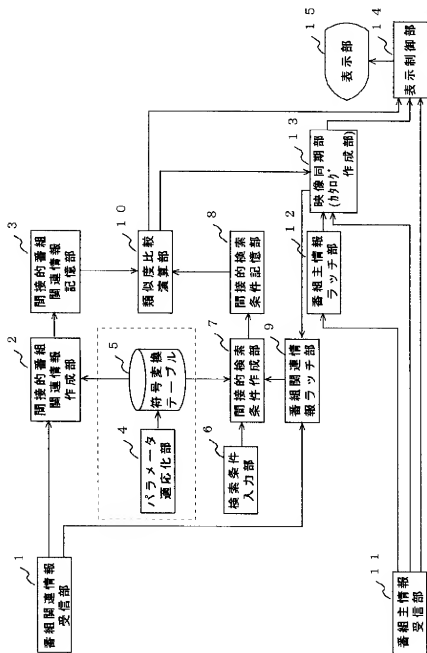 1
番組関連情報
受信部
2
間接的番組
関連情報
作成部
3
間接的番組
関連情報
記憶部
4
パラメータ
適応化部
5
符号変換
テーブル
6
検索条件
入力部
7
間接的検索
条件作成部
8
間接的検索
条件記憶部
9
番組関連情
報ラッチ部
10
類似度比較
演算部
11
番組主情報
受信部
12
番組主情報
ラッチ部
13
映像同期部
(カタログ
作成部)
14
表示制御部
15
表示部